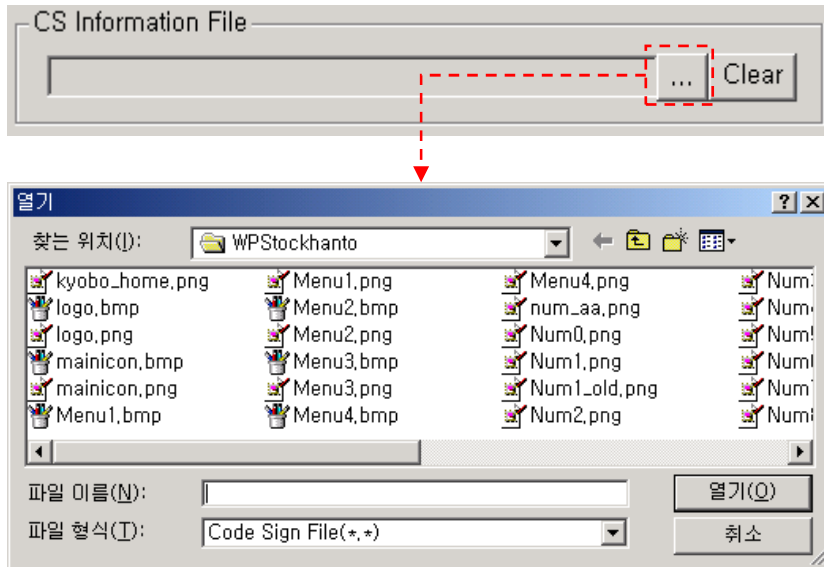 CS Information File
... Clear
열기
찾는 위치(I): WPStockhanto
kyobo_home.png Menu1.png Menu4.png
logo.bmp Menu2.bmp num_aa.png
logo.png Menu2.png Num0.png
mainicon.bmp Menu3.bmp Num1.png
mainicon.png Menu3.png Num1_old.png
Menu1.bmp Menu4.bmp Num2.png
파일 이름(N): 열기(O)
파일 형식(T): Code Sign File(*.*) 취소